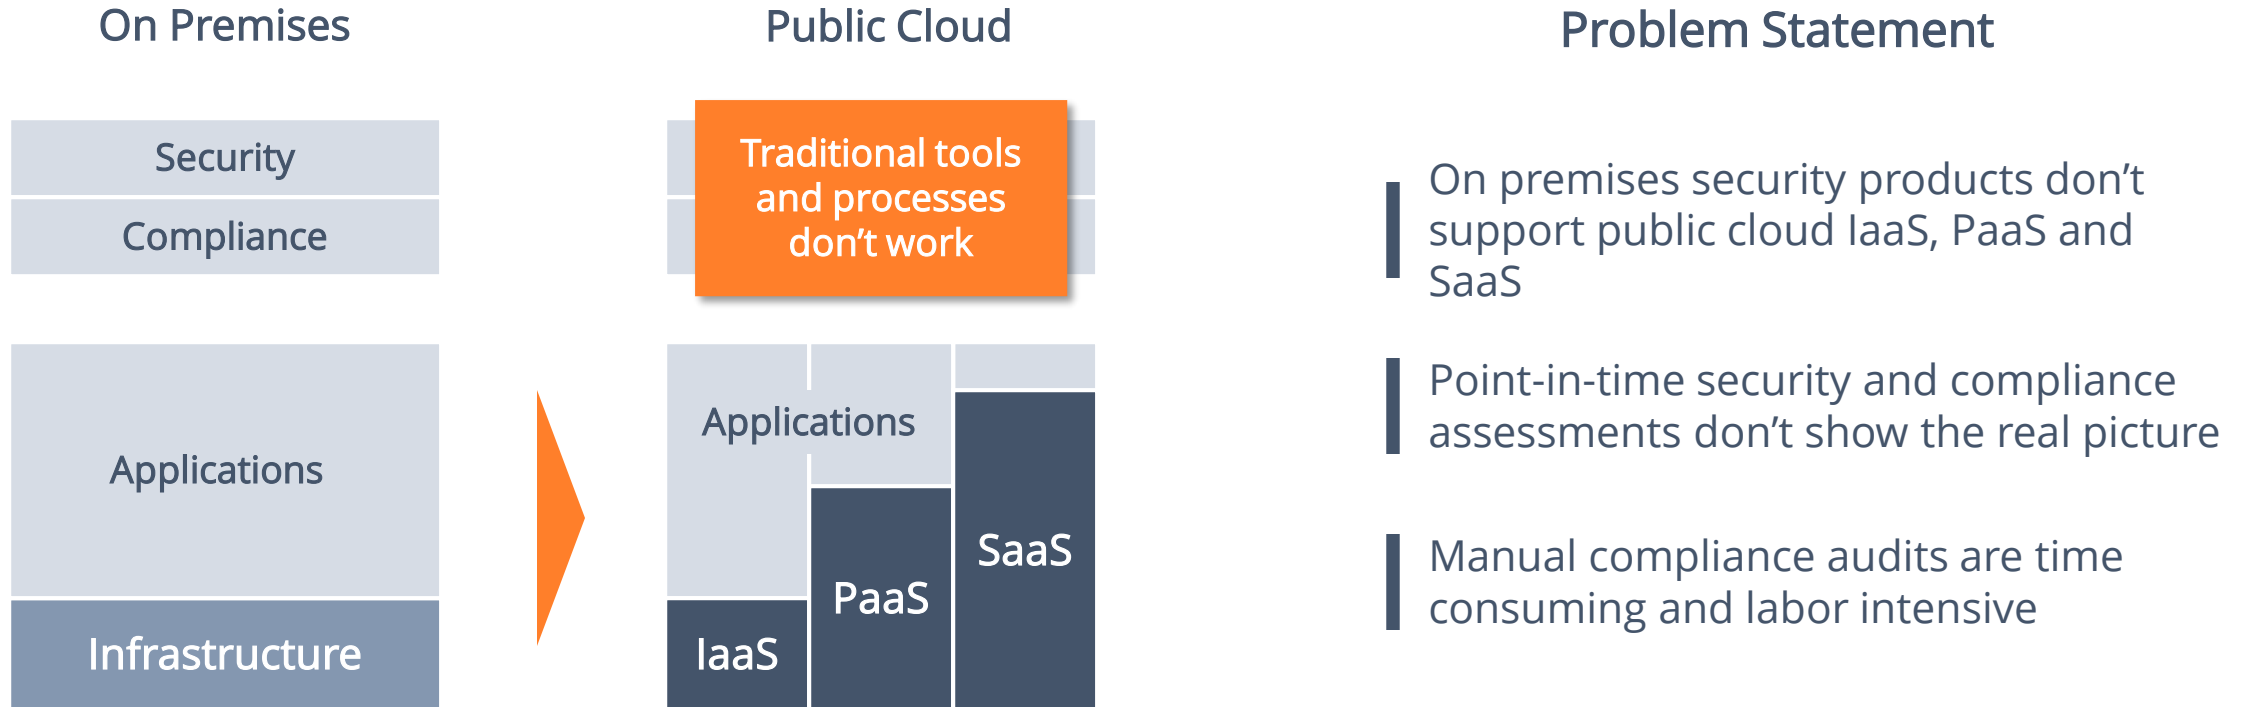 On Premises
Security
Compliance
Applications
Infrastructure
Public Cloud
Traditional tools
and processes
don’t work
Applications
IaaS
PaaS
SaaS
Problem Statement
On premises security products don’t
support public cloud IaaS, PaaS and
SaaS
Point-in-time security and compliance
assessments don’t show the real picture
Manual compliance audits are time
consuming and labor intensive